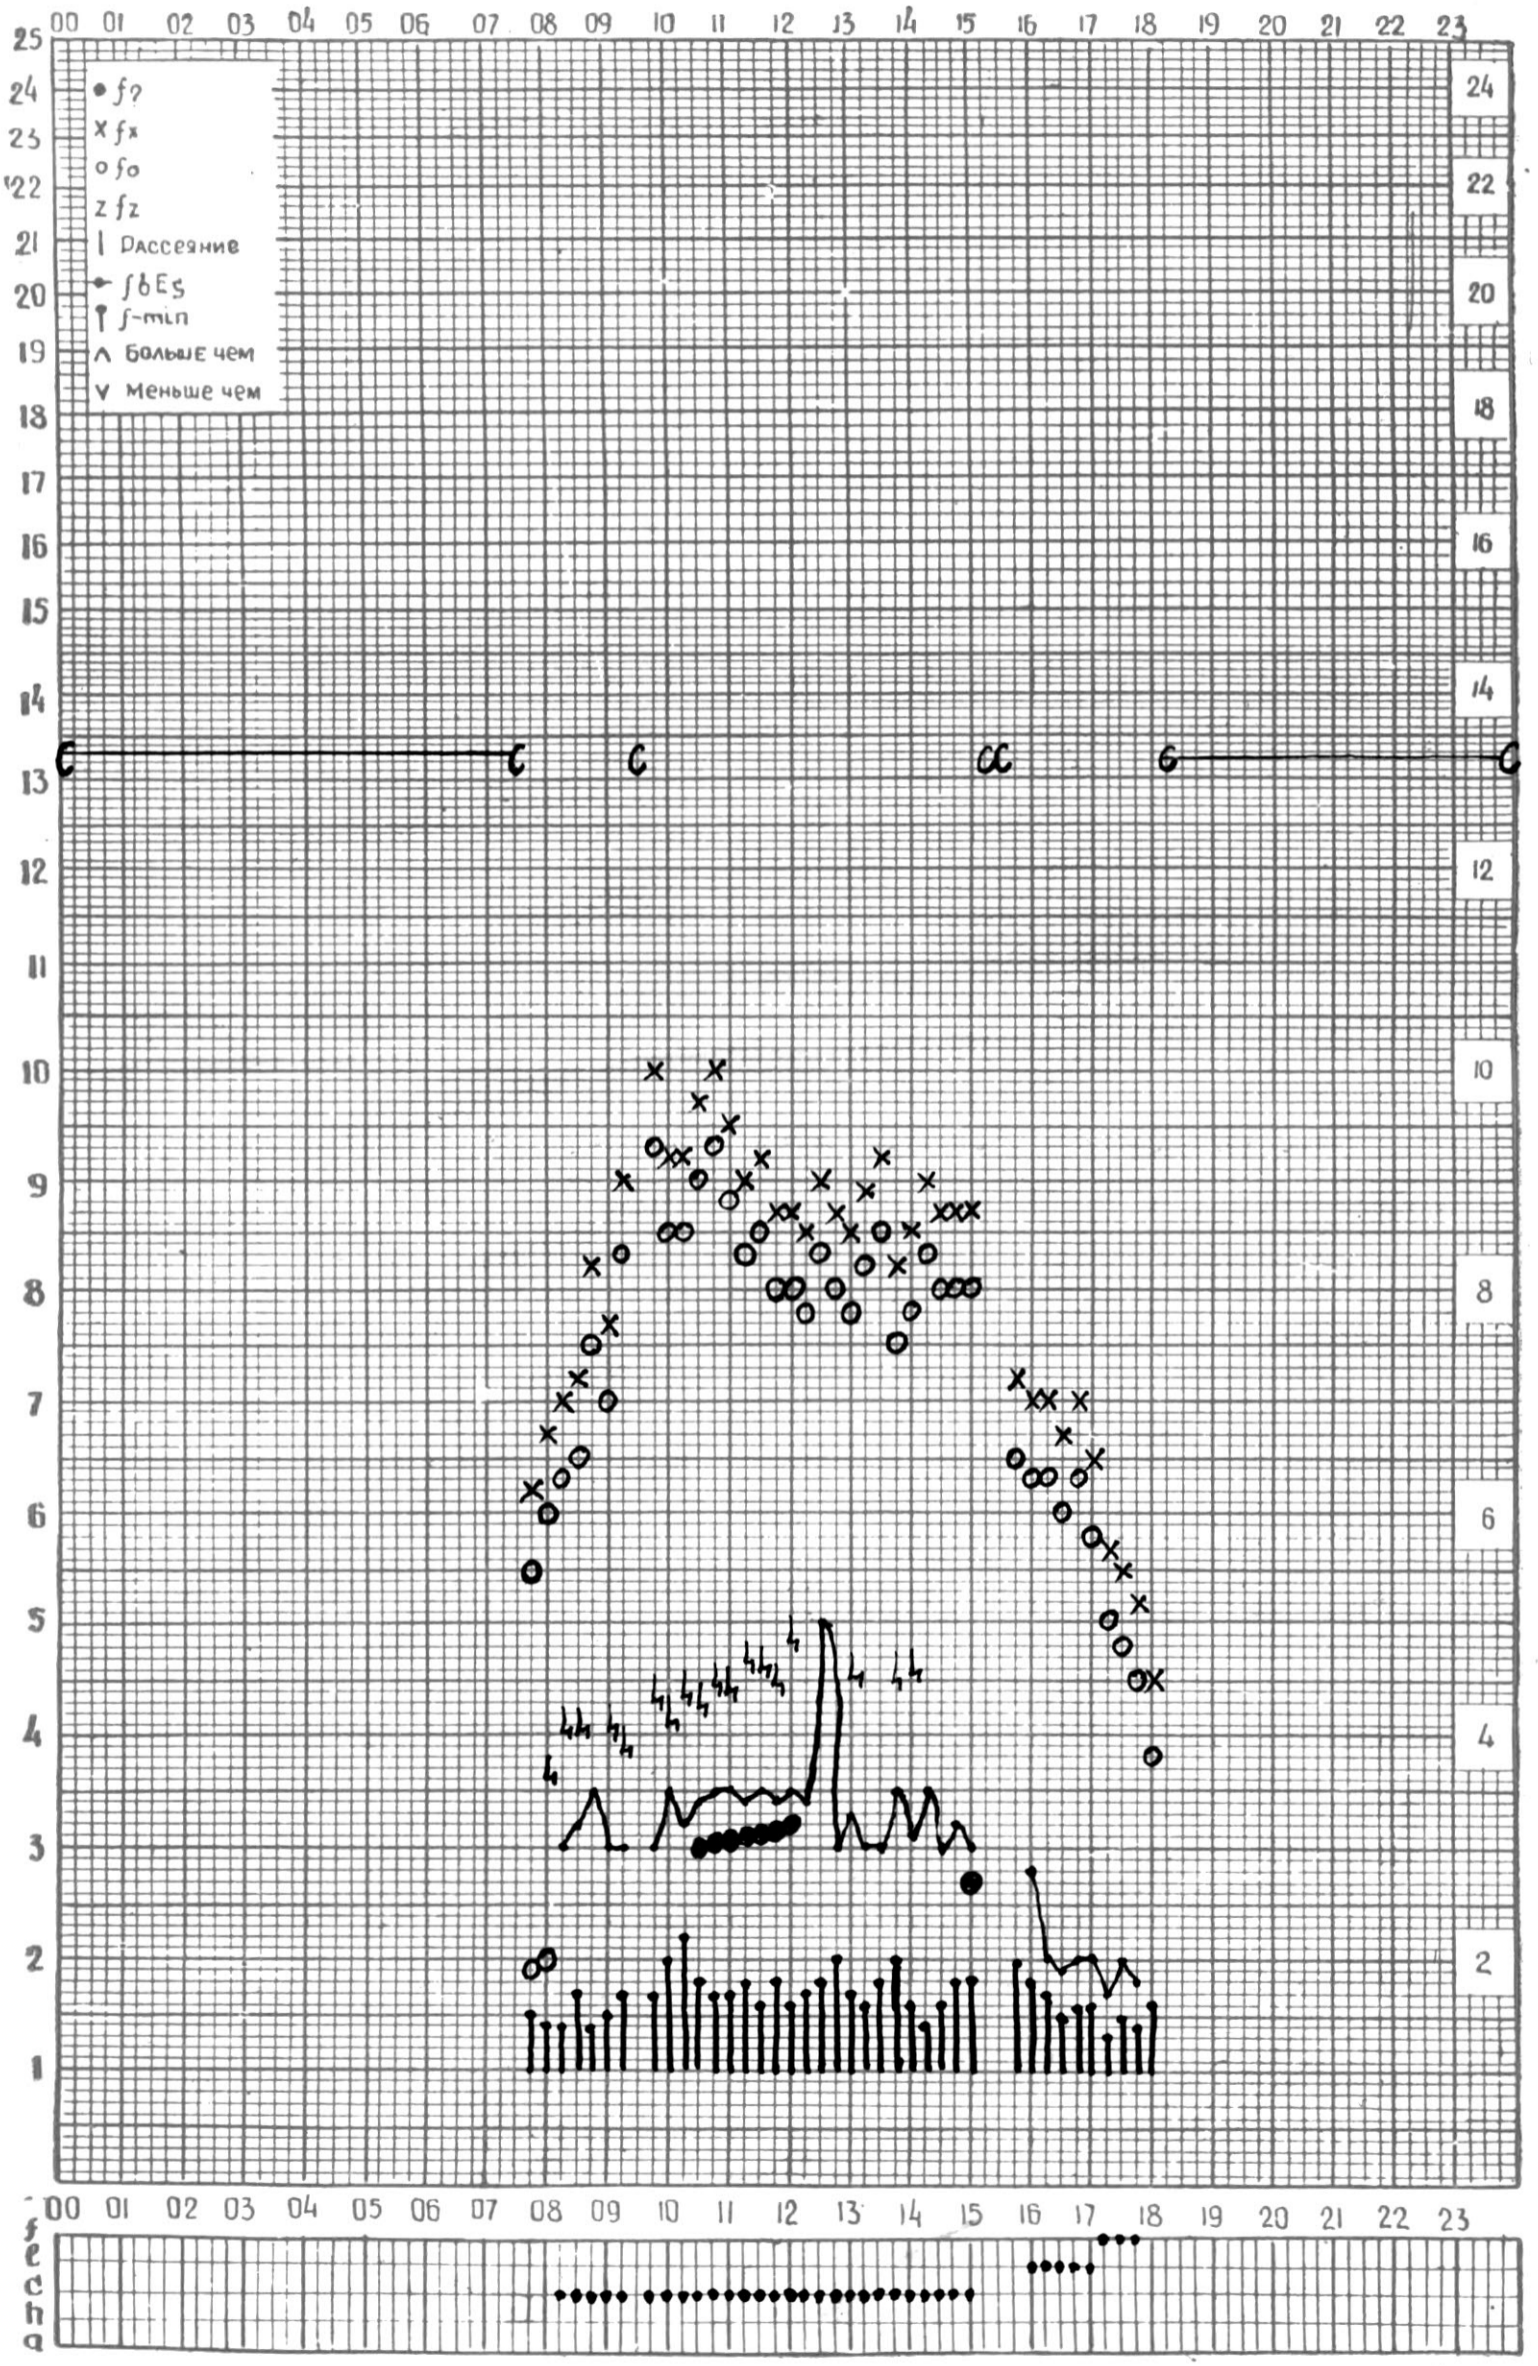 00 01 02 03 04 05 06 07 08 09 10 11 12 13 14 15 16 17 18 19 20 21 22 23
25
24 24
23
22 22
21
20 20
19
18 18
17
16 16
15
14 14
13
12 12
11
10 10
9
8 8
7
6 6
5
4 4
3
2 2
1
• f?
x fx
o fo
z fz
| Рассеяние
fbEs
f-min
ʌ Больше чем
v Меньше чем
C C C CC G C
00 01 02 03 04 05 06 07 08 09 10 11 12 13 14 15 16 17 18 19 20 21 22 23
f
l
c
h
a